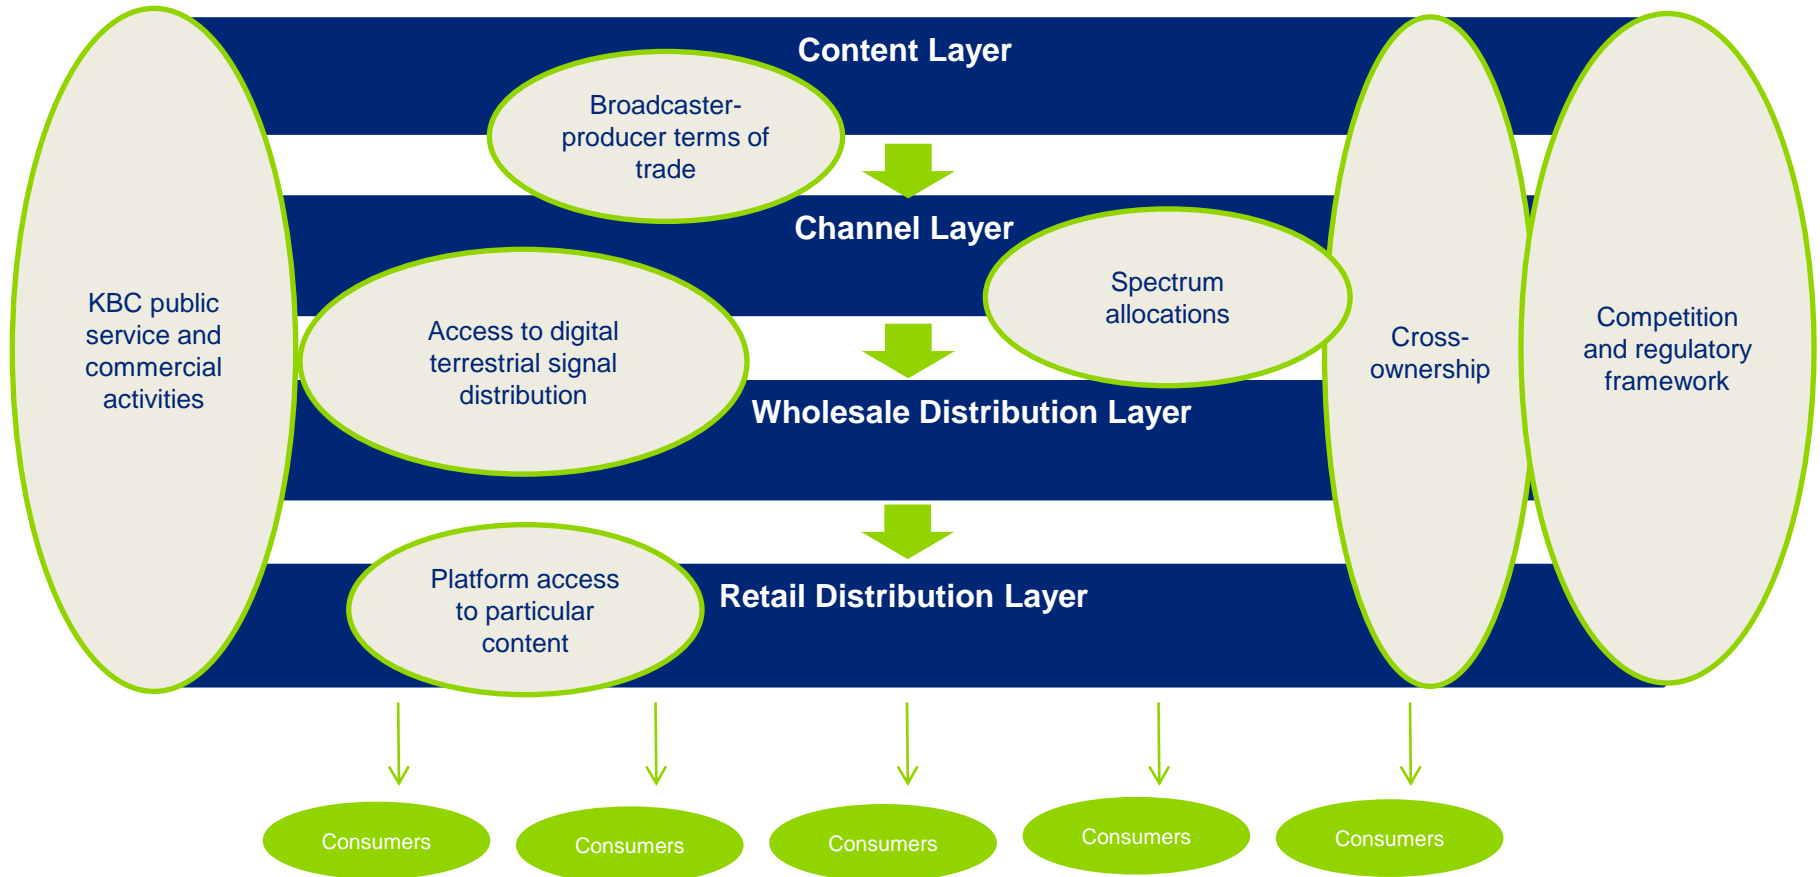 Content Layer
Broadcaster-
producer terms of
trade
Channel Layer
Spectrum
allocations
KBC public
service and
commercial
activities
Access to digital
terrestrial signal
distribution
Cross-
ownership
Competition
and regulatory
framework
Wholesale Distribution Layer
Platform access
to particular
content
Retail Distribution Layer
Consumers
Consumers
Consumers
Consumers
Consumers